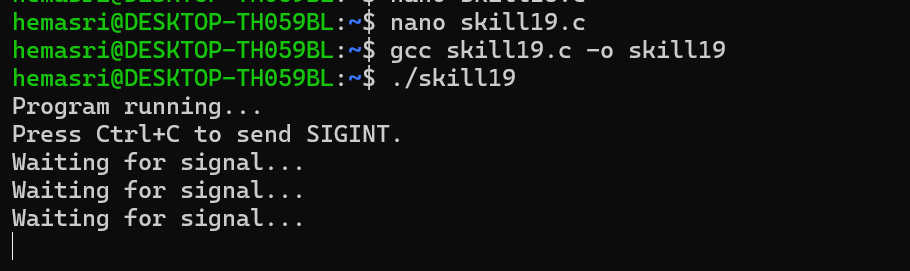 hemasri@DESKTOP-TH059BL:~$ nano skill19.c
hemasri@DESKTOP-TH059BL:~$ gcc skill19.c -o skill19
hemasri@DESKTOP-TH059BL:~$ ./skill19
Program running...
Press Ctrl+C to send SIGINT.
Waiting for signal...
Waiting for signal...
Waiting for signal...